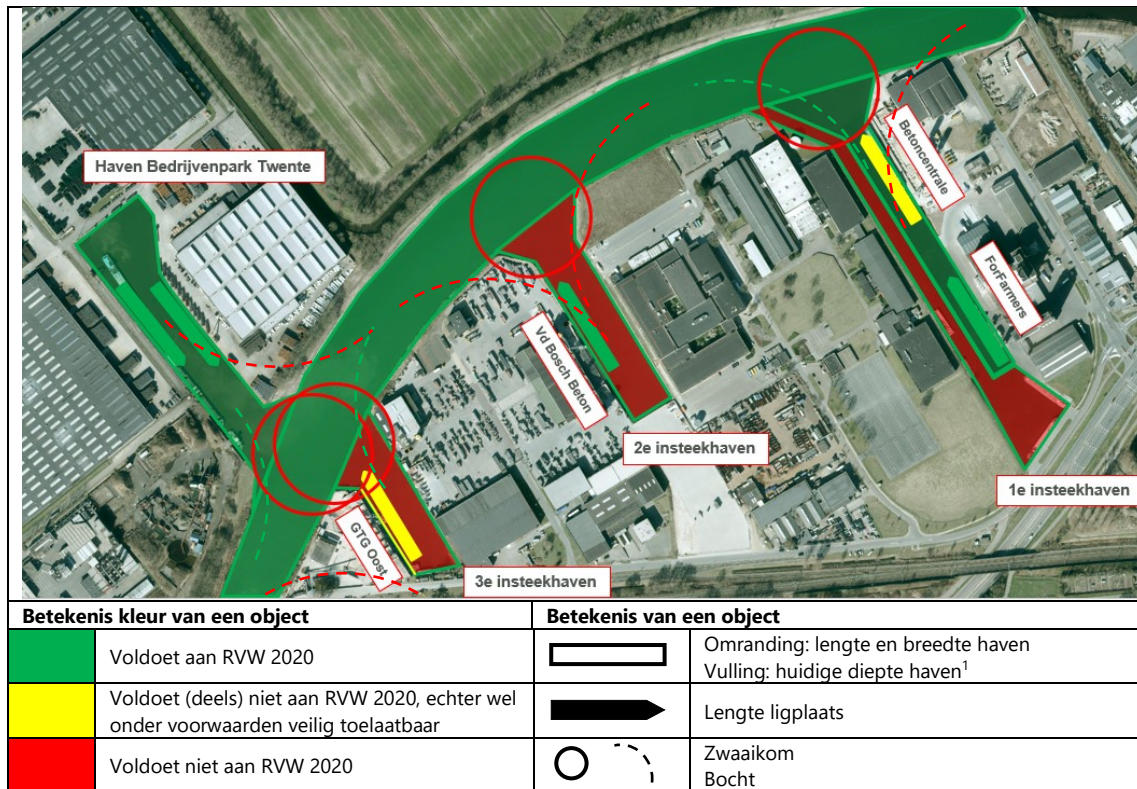 Haven Bedrijvenpark Twente
Betoncentrale
ForFarmers
Vd Bosch Beton
2e insteekhaven
1e insteekhaven
GTG Oost
3e insteekhaven
Betekenis kleur van een object
Betekenis van een object
Voldoet aan RVW 2020
Omranding: lengte en breedte haven
Vulling: huidige diepte haven¹
Voldoet (deels) niet aan RVW 2020, echter wel
onder voorwaarden veilig toelaatbaar
Lengte ligplaats
Voldoet niet aan RVW 2020
Zwaaikom
Bocht